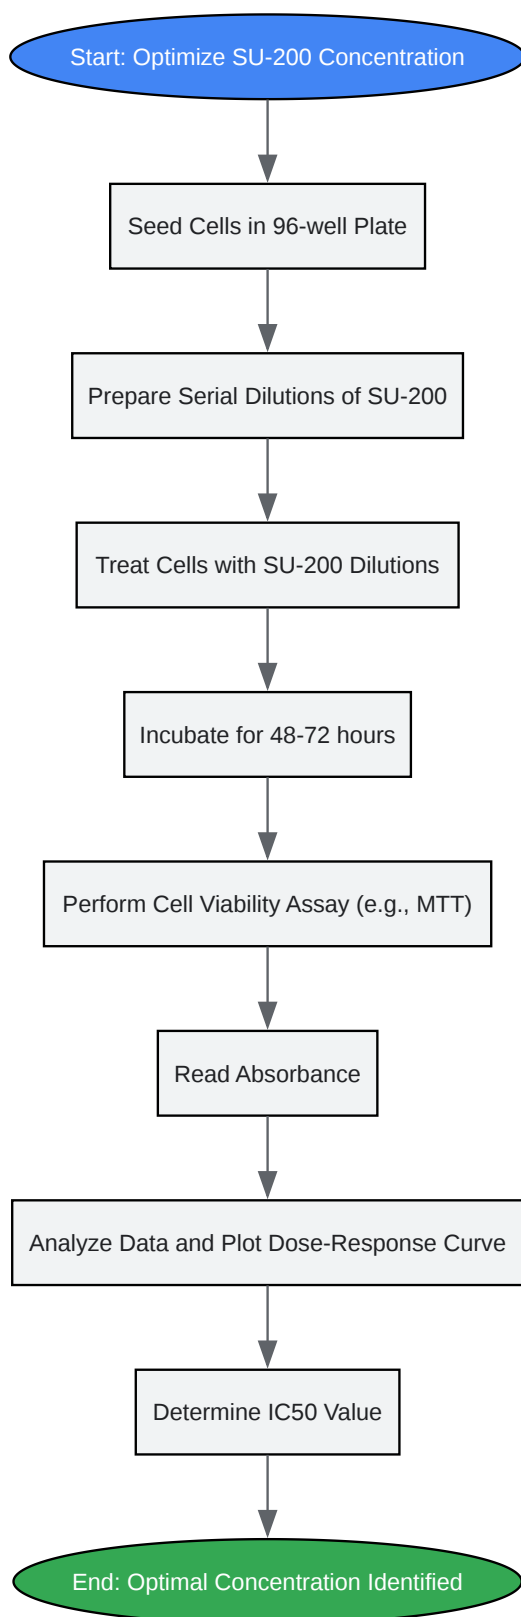 Start: Optimize SU-200 Concentration
Seed Cells in 96-well Plate
Prepare Serial Dilutions of SU-200
Treat Cells with SU-200 Dilutions
Incubate for 48-72 hours
Perform Cell Viability Assay (e.g., MTT)
Read Absorbance
Analyze Data and Plot Dose-Response Curve
Determine IC50 Value
End: Optimal Concentration Identified